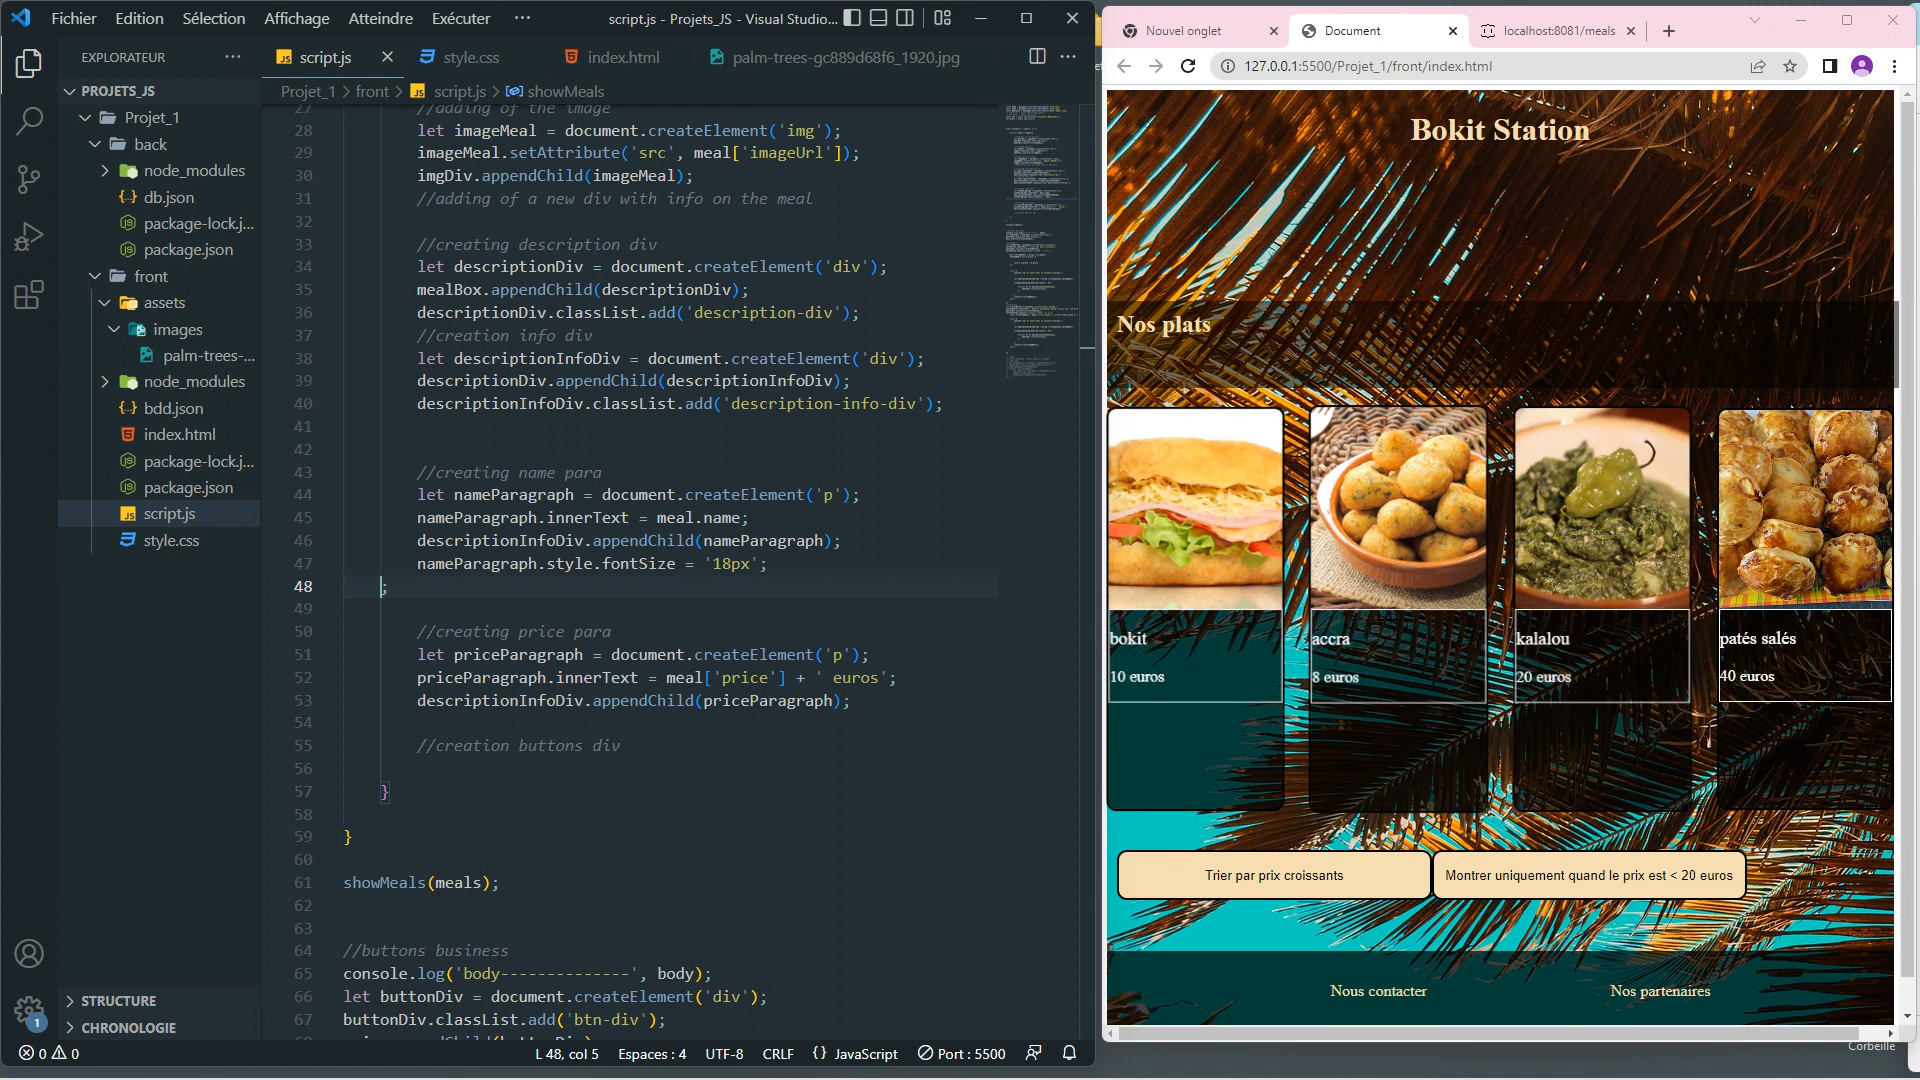 Fichier Edition Sélection Affichage Atteindre Exécuter ··· script.js - Projets_JS - Visual Studio...
EXPLORATEUR ···
script.js style.css index.html palm-trees-gc889d68f6_1920.jpg ···
PROJETS_JS
Projet_1
back
node_modules
db.json
package-lock.j...
package.json
front
assets
images
palm-trees-...
node_modules
bdd.json
index.html
package-lock.j...
package.json
script.js
style.css
STRUCTURE
CHRONOLOGIE
1
Projet_1 > front > script.js > showMeals
27 //adding of the image
28 let imageMeal = document.createElement('img');
29 imageMeal.setAttribute('src', meal['imageUrl']);
30 imgDiv.appendChild(imageMeal);
31 //adding of a new div with info on the meal
32
33 //creating description div
34 let descriptionDiv = document.createElement('div');
35 mealBox.appendChild(descriptionDiv);
36 descriptionDiv.classList.add('description-div');
37 //creation info div
38 let descriptionInfoDiv = document.createElement('div');
39 descriptionDiv.appendChild(descriptionInfoDiv);
40 descriptionInfoDiv.classList.add('description-info-div');
41
42
43 //creating name para
44 let nameParagraph = document.createElement('p');
45 nameParagraph.innerText = meal.name;
46 descriptionInfoDiv.appendChild(nameParagraph);
47 nameParagraph.style.fontSize = '18px';
48 ;
49
50 //creating price para
51 let priceParagraph = document.createElement('p');
52 priceParagraph.innerText = meal['price'] + ' euros';
53 descriptionInfoDiv.appendChild(priceParagraph);
54
55 //creation buttons div
56
57 }
58
59 }
60
61 showMeals(meals);
62
63
64 //buttons business
65 console.log('body--------------', body);
66 let buttonDiv = document.createElement('div');
67 buttonDiv.classList.add('btn-div');
0 0 L 48, col 5 Espaces : 4 UTF-8 CRLF {} JavaScript Port : 5500
Nouvel onglet Document localhost:8081/meals
127.0.0.1:5500/Projet_1/front/index.html
Bokit Station
Nos plats
bokit
10 euros
accra
8 euros
kalalou
20 euros
patés salés
40 euros
Trier par prix croissants
Montrer uniquement quand le prix est < 20 euros
Nous contacter
Nos partenaires
Corbeille